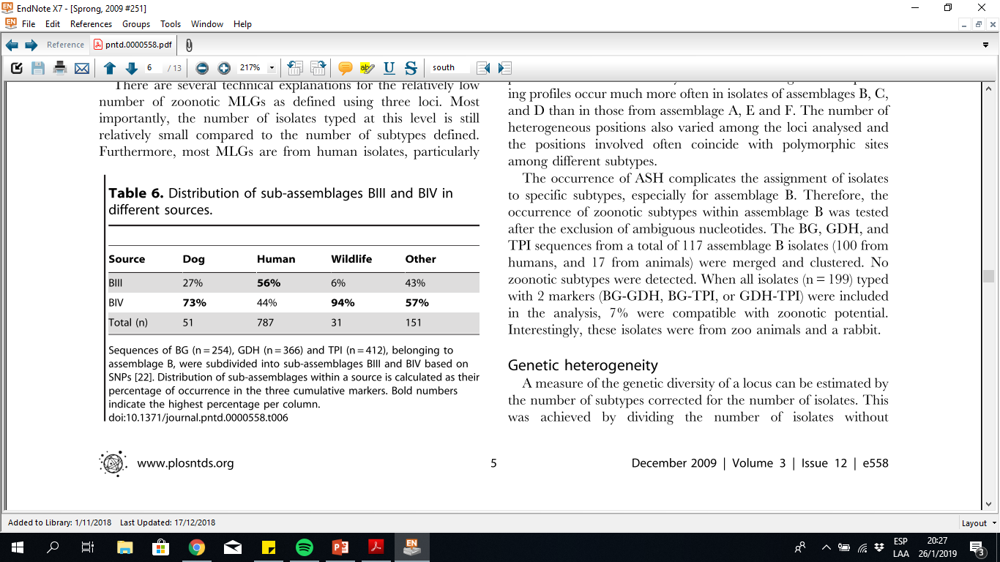 EndNote X7 - [Sprong, 2009 #251]
File Edit References Groups Tools Window Help
Reference pntd.0000558.pdf
6 / 13 217% ab U S south
There are several technical explanations for the relatively low
number of zoonotic MLGs as defined using three loci. Most
importantly, the number of isolates typed at this level is still
relatively small compared to the number of subtypes defined.
Furthermore, most MLGs are from human isolates, particularly
Table 6. Distribution of sub-assemblages BIII and BIV in
different sources.
Source Dog Human Wildlife Other
BIII 27% 56% 6% 43%
BIV 73% 44% 94% 57%
Total (n) 51 787 31 151
Sequences of BG (n = 254), GDH (n = 366) and TPI (n = 412), belonging to
assemblage B, were subdivided into sub-assemblages BIII and BIV based on
SNPs [22]. Distribution of sub-assemblages within a source is calculated as their
percentage of occurrence in the three cumulative markers. Bold numbers
indicate the highest percentage per column.
doi:10.1371/journal.pntd.0000558.t006
ing profiles occur much more often in isolates of assemblages B, C,
and D than in those from assemblage A, E and F. The number of
heterogeneous positions also varied among the loci analysed and
the positions involved often coincide with polymorphic sites
among different subtypes.
The occurrence of ASH complicates the assignment of isolates
to specific subtypes, especially for assemblage B. Therefore, the
occurrence of zoonotic subtypes within assemblage B was tested
after the exclusion of ambiguous nucleotides. The BG, GDH, and
TPI sequences from a total of 117 assemblage B isolates (100 from
humans, and 17 from animals) were merged and clustered. No
zoonotic subtypes were detected. When all isolates (n = 199) typed
with 2 markers (BG-GDH, BG-TPI, or GDH-TPI) were included
in the analysis, 7% were compatible with zoonotic potential.
Interestingly, these isolates were from zoo animals and a rabbit.
Genetic heterogeneity
A measure of the genetic diversity of a locus can be estimated by
the number of subtypes corrected for the number of isolates. This
was achieved by dividing the number of isolates without
www.plosntds.org 5 December 2009 | Volume 3 | Issue 12 | e558
Added to Library: 1/11/2018 Last Updated: 17/12/2018 Layout
ESP 20:27
LAA 26/1/2019 3